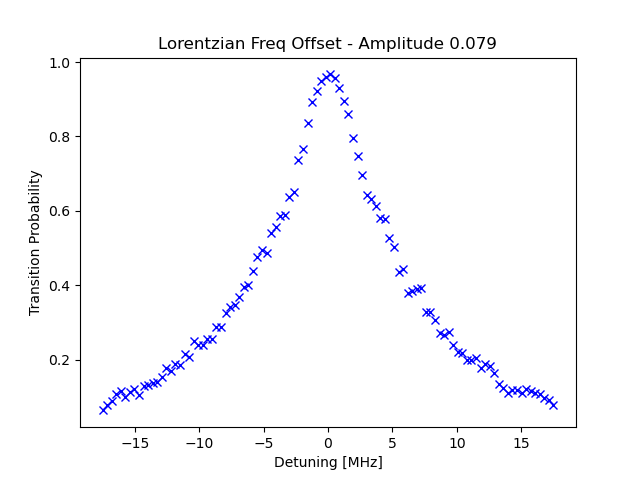 Lorentzian Freq Offset - Amplitude 0.079
Transition Probability
1.0
0.8
0.6
0.4
0.2
−15 −10 −5 0 5 10 15
Detuning [MHz]